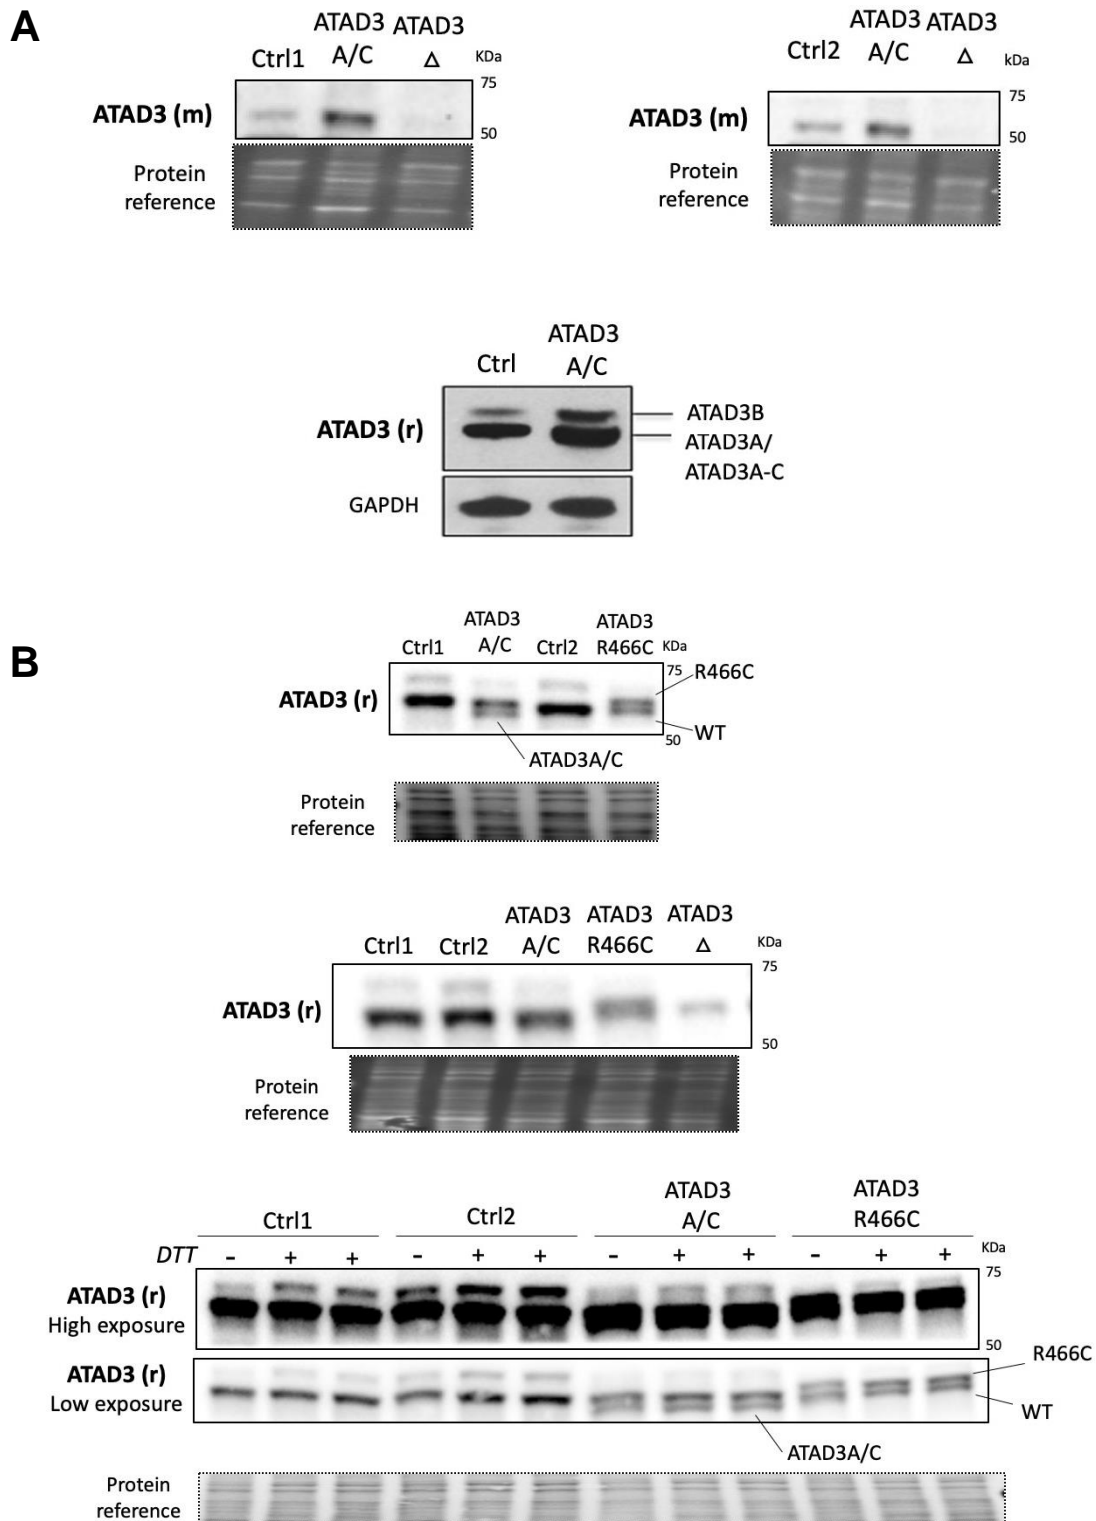 A
Ctrl1
ATAD3
A/C
ATAD3
△
KDa
ATAD3 (m)
75
50
Protein
reference
Ctrl2
ATAD3
A/C
ATAD3
△
kDa
ATAD3 (m)
75
50
Protein
reference
Ctrl
ATAD3
A/C
ATAD3 (r)
ATAD3B
ATAD3A/
ATAD3A-C
GAPDH
B
Ctrl1
ATAD3
A/C
Ctrl2
ATAD3
R466C
KDa
ATAD3 (r)
75
R466C
WT
50
ATAD3A/C
Protein
reference
Ctrl1
Ctrl2
ATAD3
A/C
ATAD3
R466C
ATAD3
△
KDa
ATAD3 (r)
75
50
Protein
reference
Ctrl1
Ctrl2
ATAD3
A/C
ATAD3
R466C
DTT - + + - + + - + + - + +
KDa
ATAD3 (r)
High exposure
75
50
ATAD3 (r)
Low exposure
R466C
WT
ATAD3A/C
Protein
reference